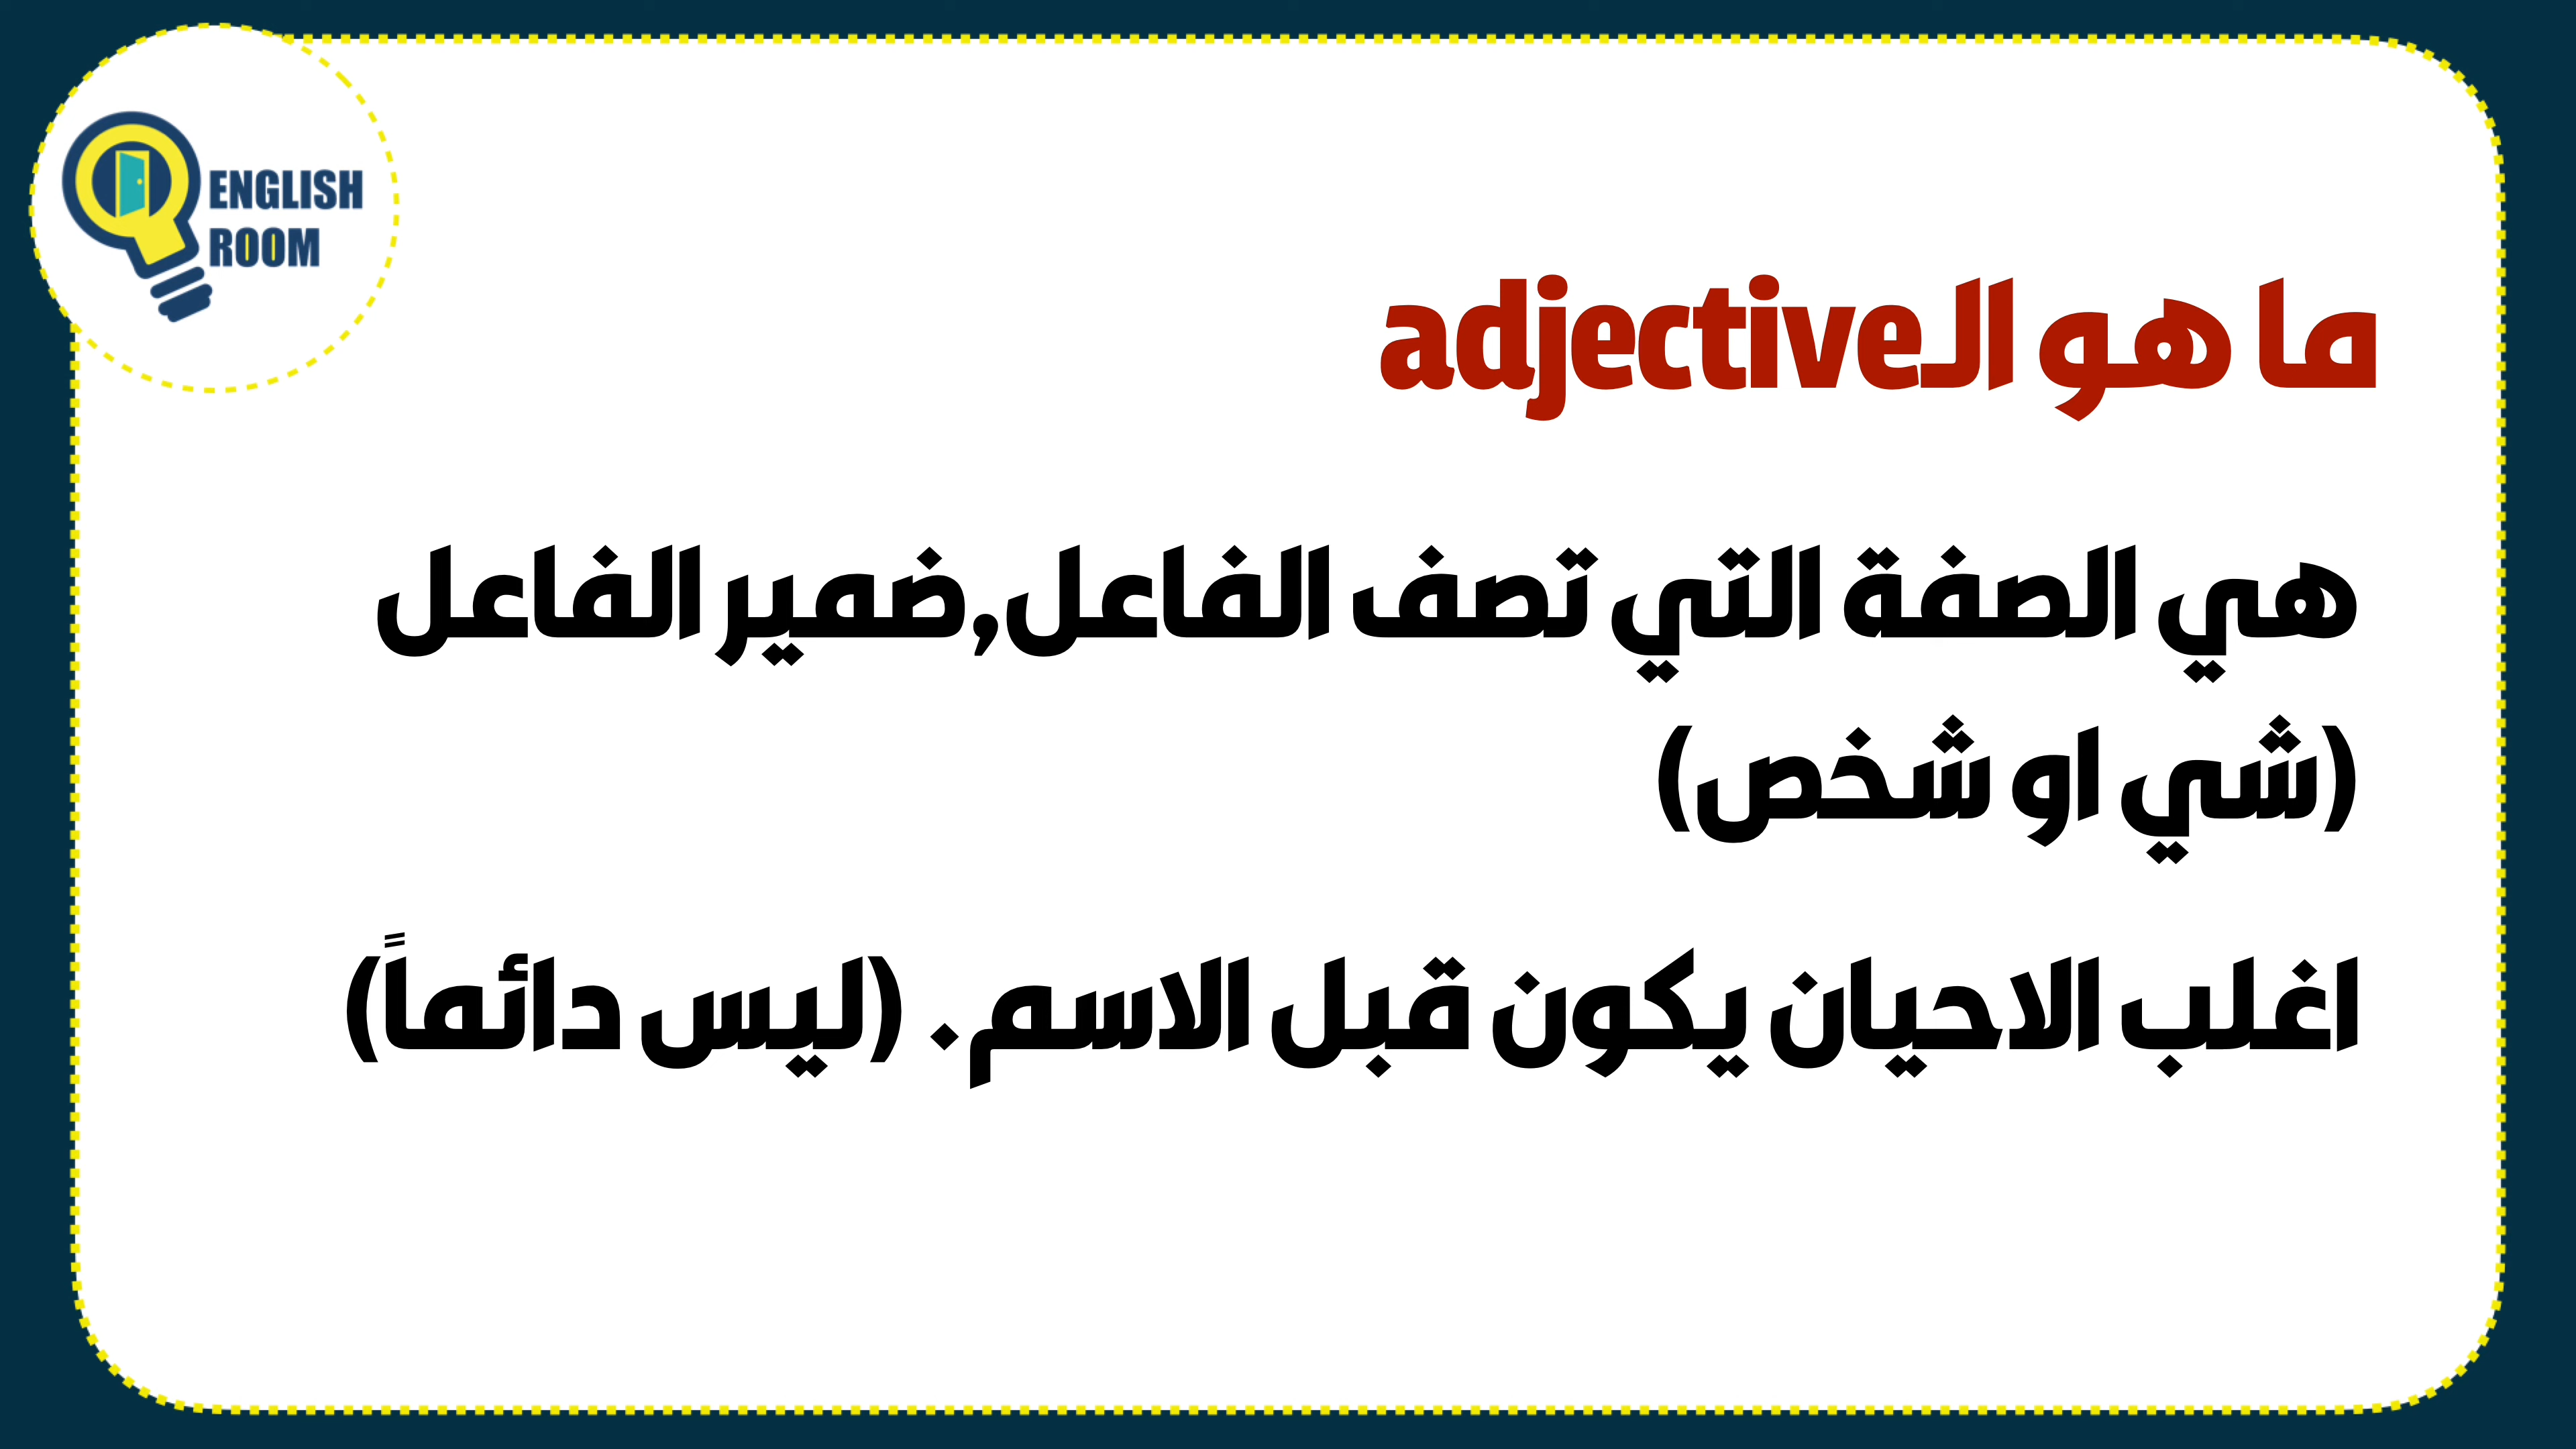 ENGLISH
ROOM
ما هو الـadjective
هي الصفة التي تصف الفاعل,ضمير الفاعل
(شي او شخص)
اغلب الاحيان يكون قبل الاسم. (ليس دائماً)